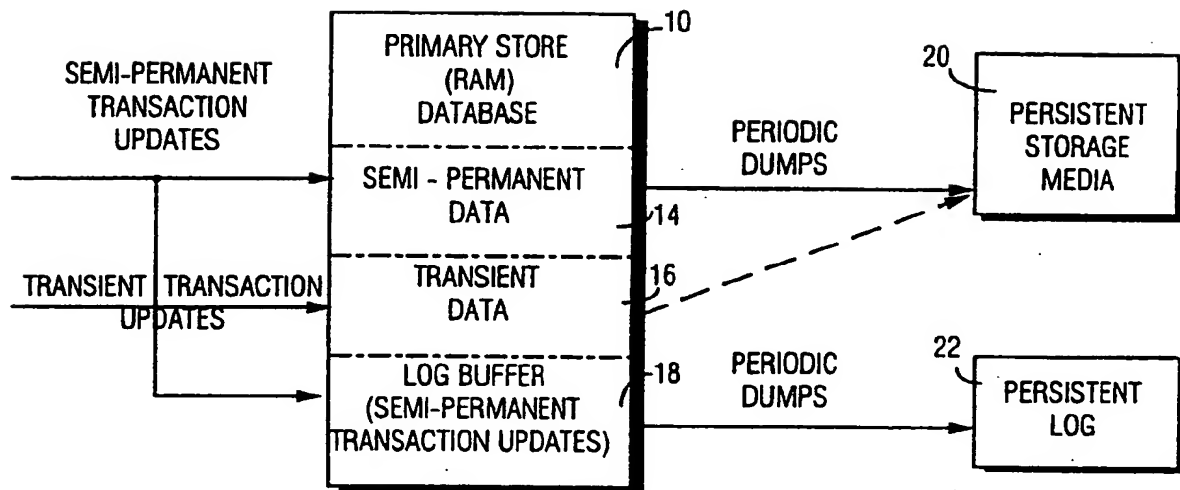 SEMI-PERMANENT
TRANSACTION
UPDATES
TRANSIENT TRANSACTION
UPDATES
10
PRIMARY STORE
(RAM)
DATABASE
SEMI - PERMANENT
DATA
14
TRANSIENT
DATA
16
LOG BUFFER
(SEMI-PERMANENT
TRANSACTION UPDATES)
18
PERIODIC
DUMPS
20
PERSISTENT
STORAGE
MEDIA
PERIODIC
DUMPS
22
PERSISTENT
LOG